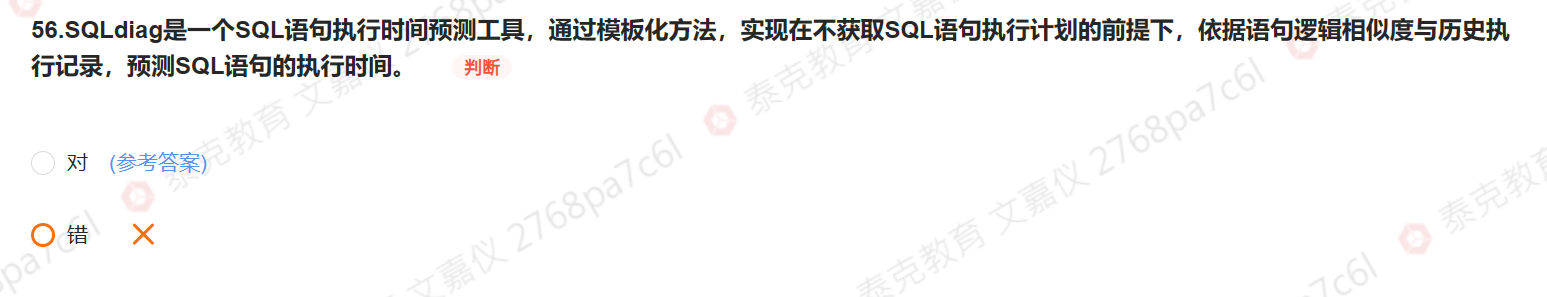 56.SQLdiag是一个SQL语句执行时间预测工具，通过模板化方法，实现在不获取SQL语句执行计划的前提下，依据语句逻辑相似度与历史执
行记录，预测SQL语句的执行时间。 判断
对 (参考答案)
错
泰克教育 文嘉仪 2768pa7c6l